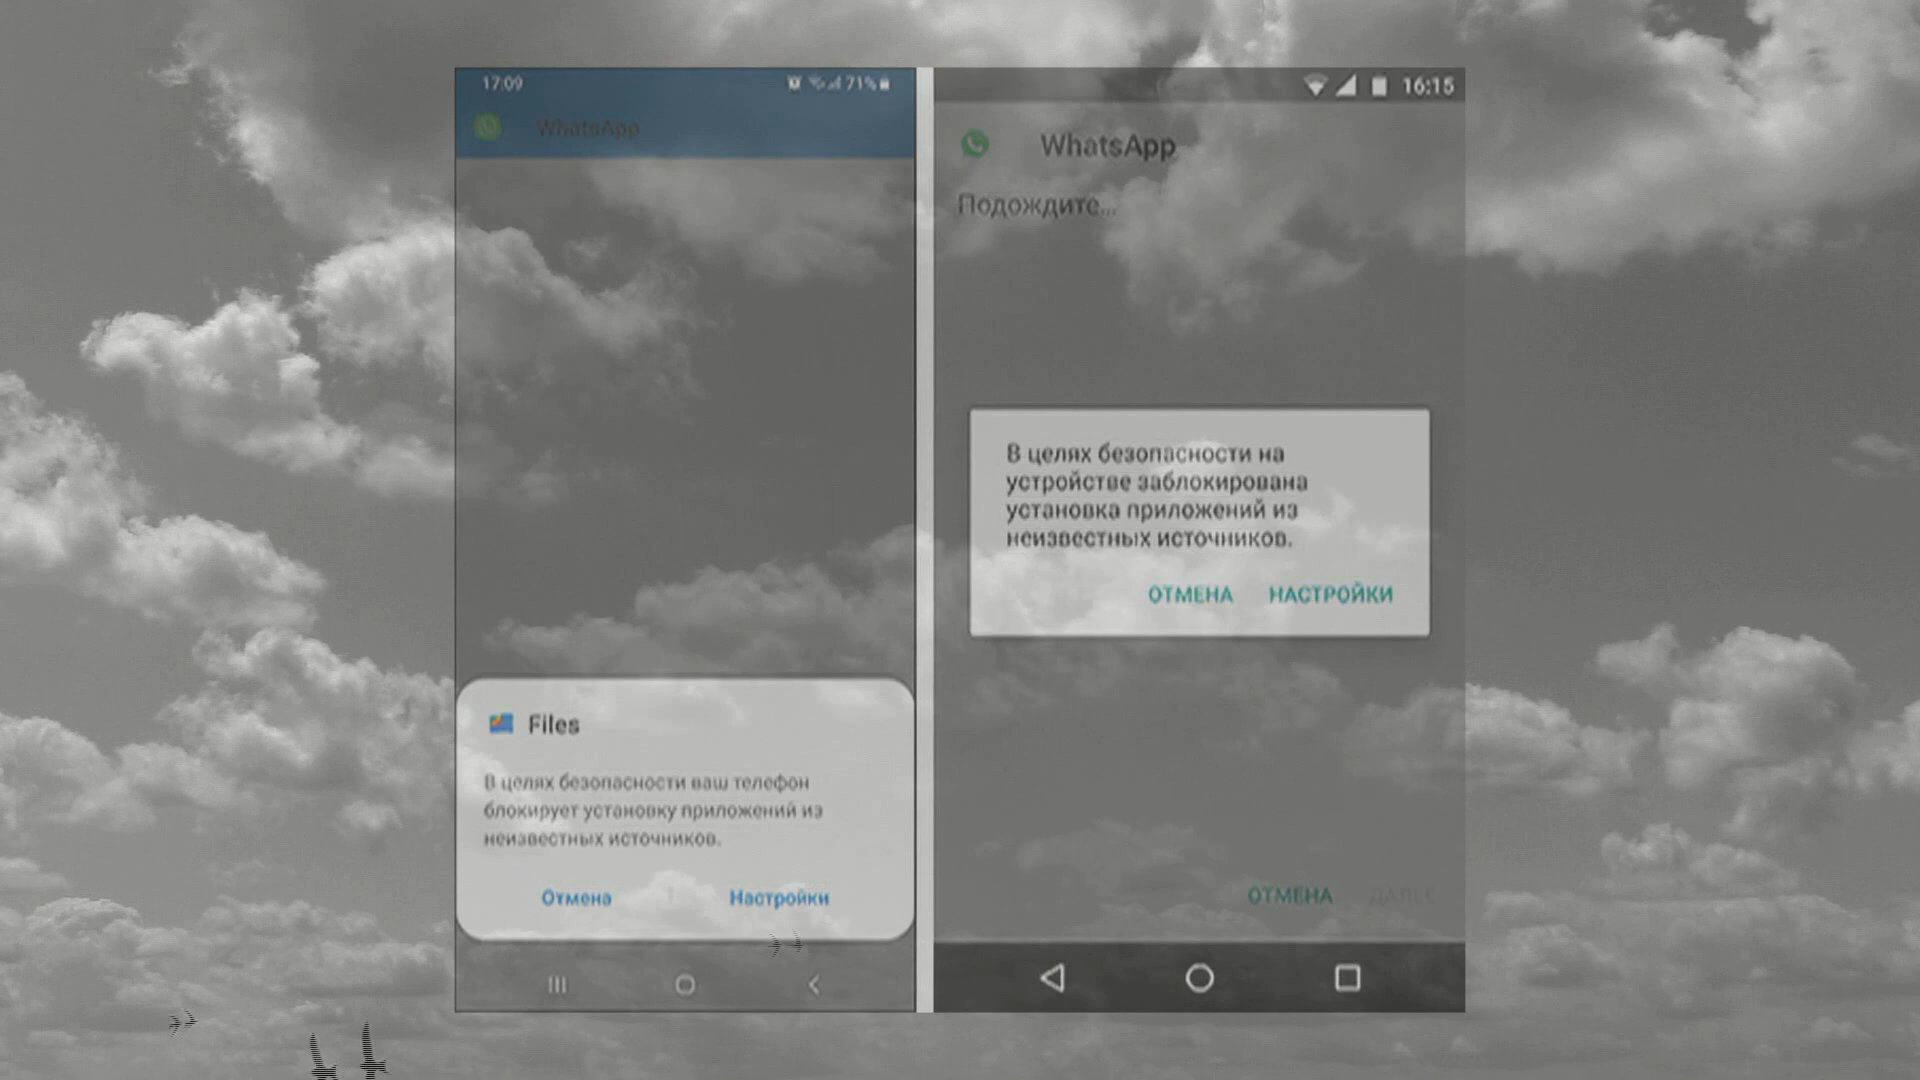 17:09
71%
WhatsApp
Files
В целях безопасности ваш телефон
блокирует установку приложений из
неизвестных источников.
Отмена
Настройки
16:15
WhatsApp
Подождите...
В целях безопасности на
устройстве заблокирована
установка приложений из
неизвестных источников.
ОТМЕНА НАСТРОЙКИ
ОТМЕНА ДАЛЕЕ